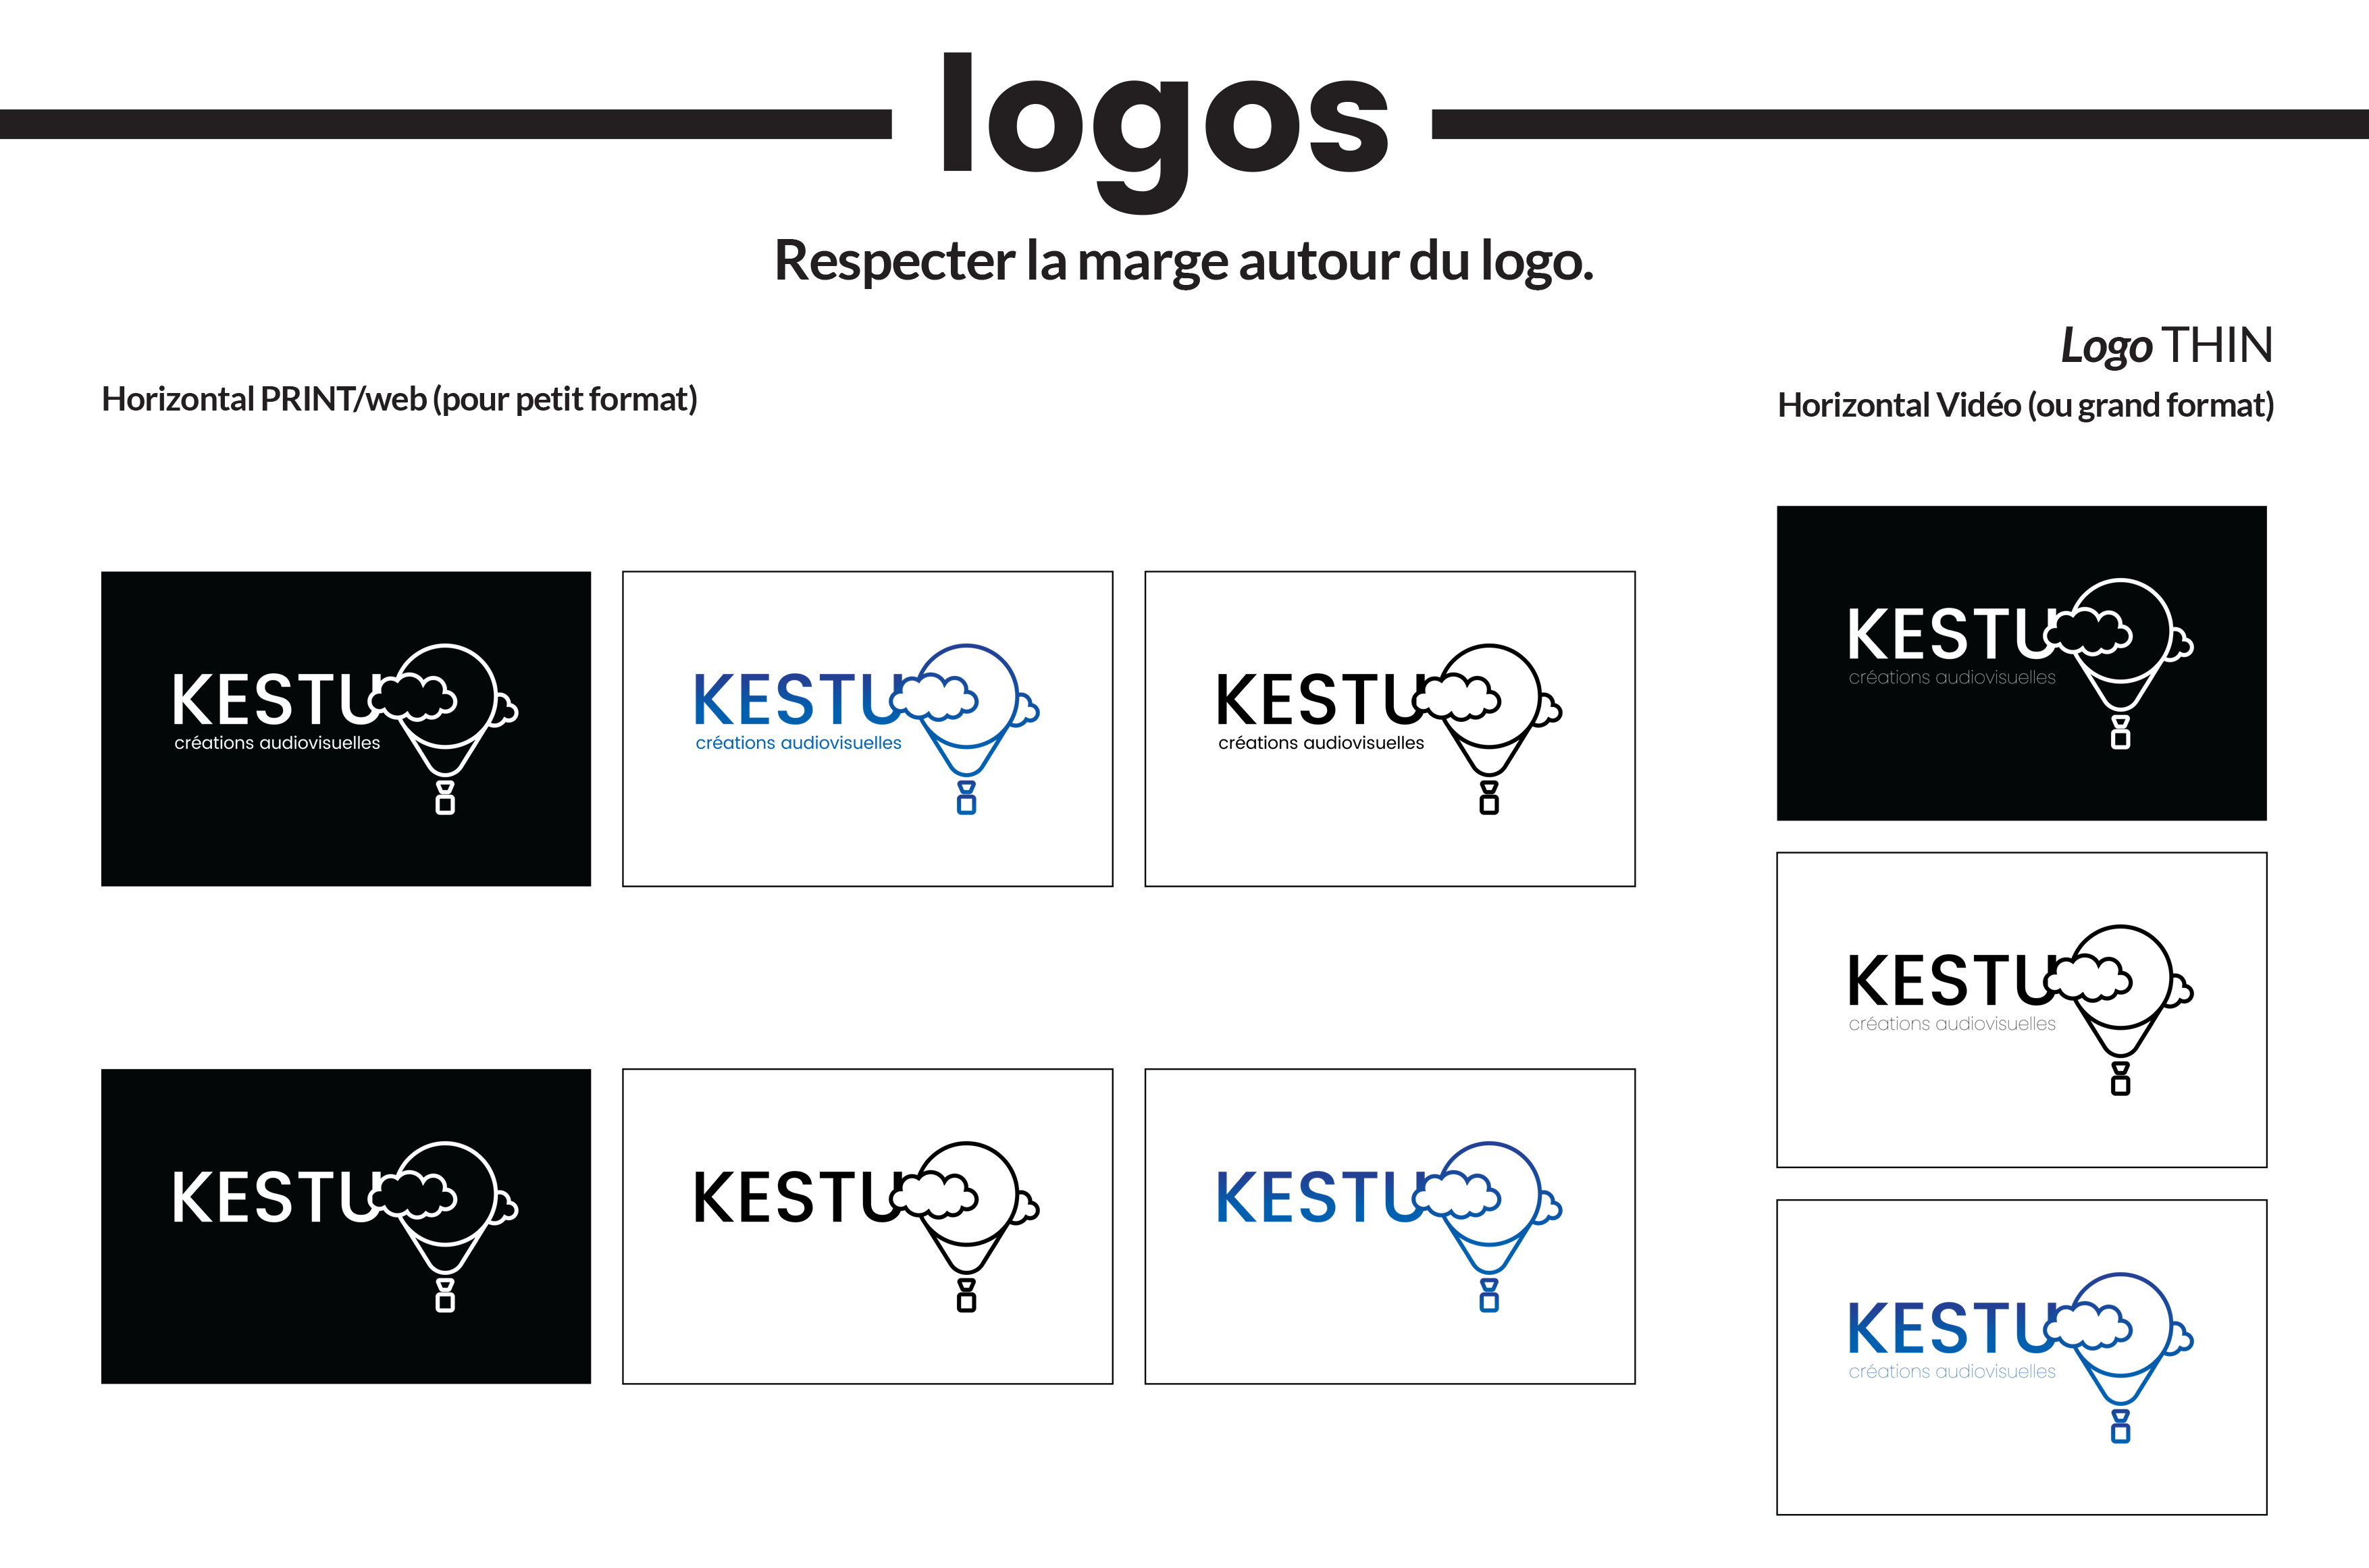 logos
Respecter la marge autour du logo.
Horizontal PRINT/web (pour petit format)
Logo THIN
Horizontal Vidéo (ou grand format)
KESTU
créations audiovisuelles
KESTU
créations audiovisuelles
KESTU
créations audiovisuelles
KESTU
KESTU
KESTU
KESTU
créations audiovisuelles
KESTU
créations audiovisuelles
KESTU
créations audiovisuelles